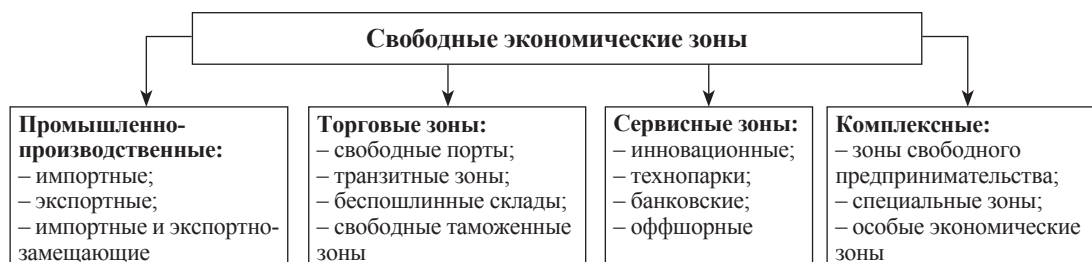 Свободные экономические зоны
Промышленно-
производственные:
– импортные;
– экспортные;
– импортные и экспортно-
замещающие
Торговые зоны:
– свободные порты;
– транзитные зоны;
– беспошлинные склады;
– свободные таможенные
зоны
Сервисные зоны:
– инновационные;
– технопарки;
– банковские;
– оффшорные
Комплексные:
– зоны свободного
предпринимательства;
– специальные зоны;
– особые экономические
зоны